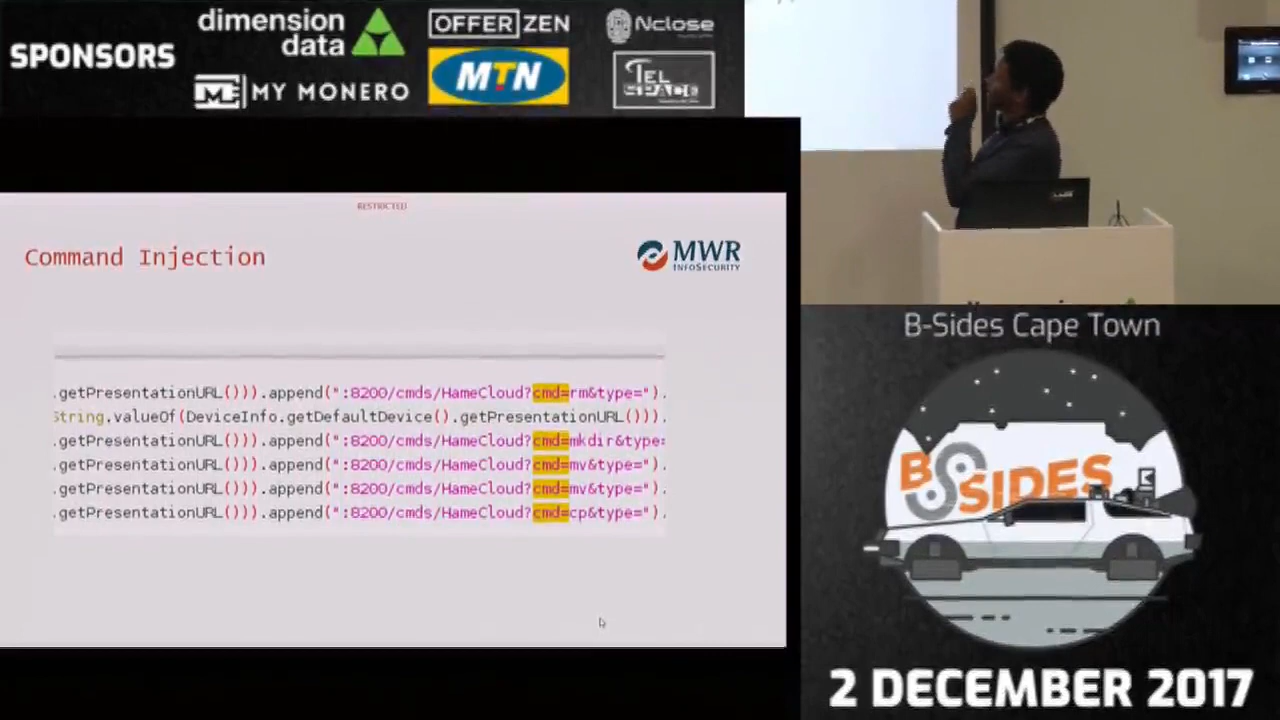 SPONSORS
dimension
data
OFFERZEN
Nclose
MY MONERO
MTN
TEL
SPACE
RESTRICTED
Command Injection
MWR
INFOSECURITY
.getPresentationURL())).append(":8200/cmds/HameCloud?cmd=rm&type=").
String.valueOf(DeviceInfo.getDefaultDevice().getPresentationURL())).
.getPresentationURL())).append(":8200/cmds/HameCloud?cmd=mkdir&type=
.getPresentationURL())).append(":8200/cmds/HameCloud?cmd=mv&type=").
.getPresentationURL())).append(":8200/cmds/HameCloud?cmd=mv&type=").
.getPresentationURL())).append(":8200/cmds/HameCloud?cmd=cp&type=").
B-Sides Cape Town
BSIDES
2 DECEMBER 2017